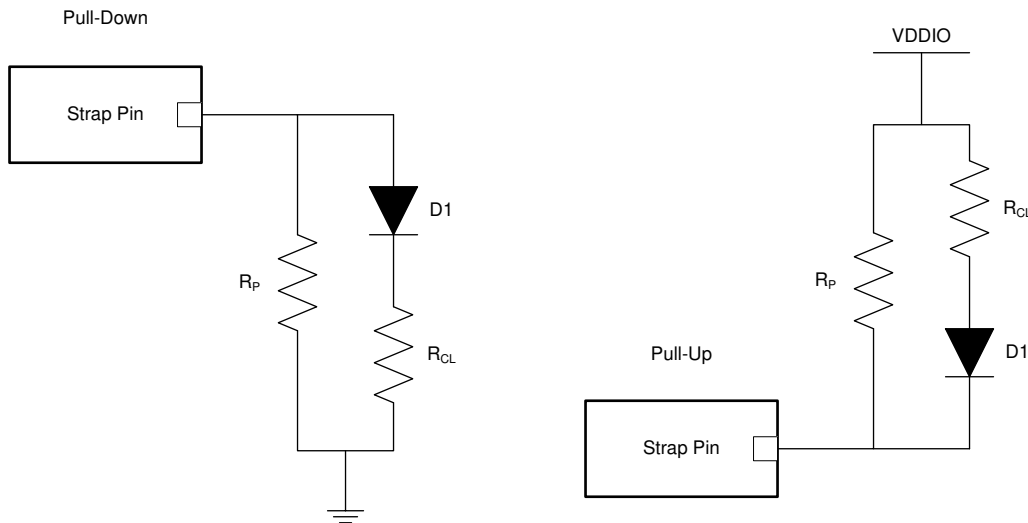 Pull-Down
Strap Pin
D1
RP
RCL
VDDIO
RCL
RP
D1
Pull-Up
Strap Pin